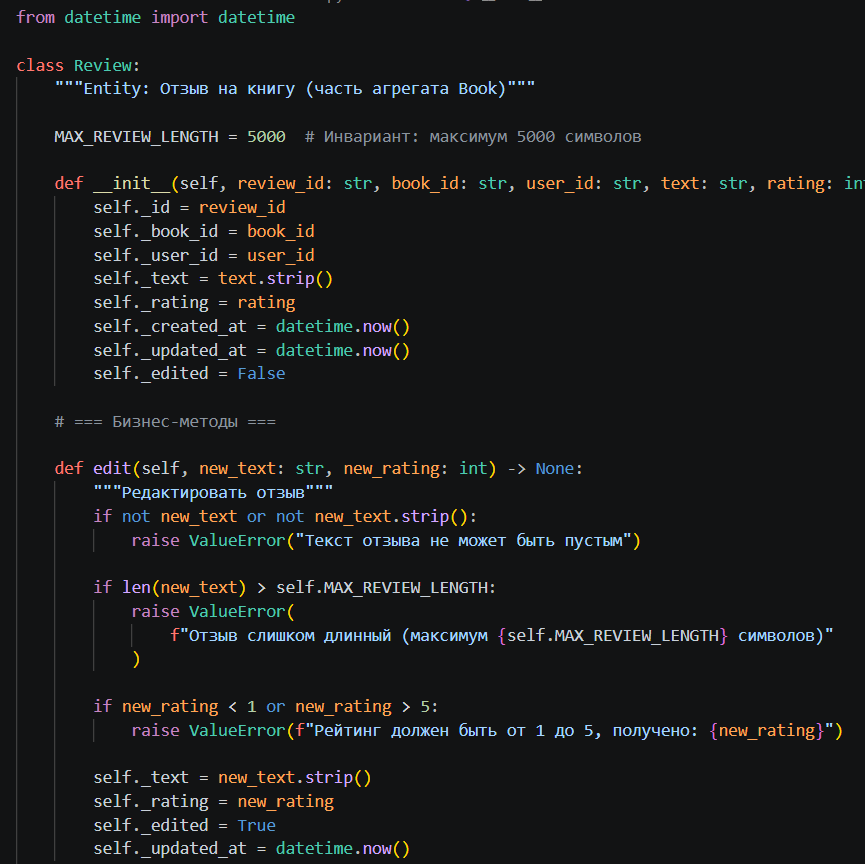 from datetime import datetime
class Review:
"""Entity: Отзыв на книгу (часть агрегата Book)"""
MAX_REVIEW_LENGTH = 5000  # Инвариант: максимум 5000 символов
def __init__(self, review_id: str, book_id: str, user_id: str, text: str, rating: in
self._id = review_id
self._book_id = book_id
self._user_id = user_id
self._text = text.strip()
self._rating = rating
self._created_at = datetime.now()
self._updated_at = datetime.now()
self._edited = False
# === Бизнес-методы ===
def edit(self, new_text: str, new_rating: int) -> None:
"""Редактировать отзыв"""
if not new_text or not new_text.strip():
raise ValueError("Текст отзыва не может быть пустым")
if len(new_text) > self.MAX_REVIEW_LENGTH:
raise ValueError(
f"Отзыв слишком длинный (максимум {self.MAX_REVIEW_LENGTH} символов)"
)
if new_rating < 1 or new_rating > 5:
raise ValueError(f"Рейтинг должен быть от 1 до 5, получено: {new_rating}")
self._text = new_text.strip()
self._rating = new_rating
self._edited = True
self._updated_at = datetime.now()